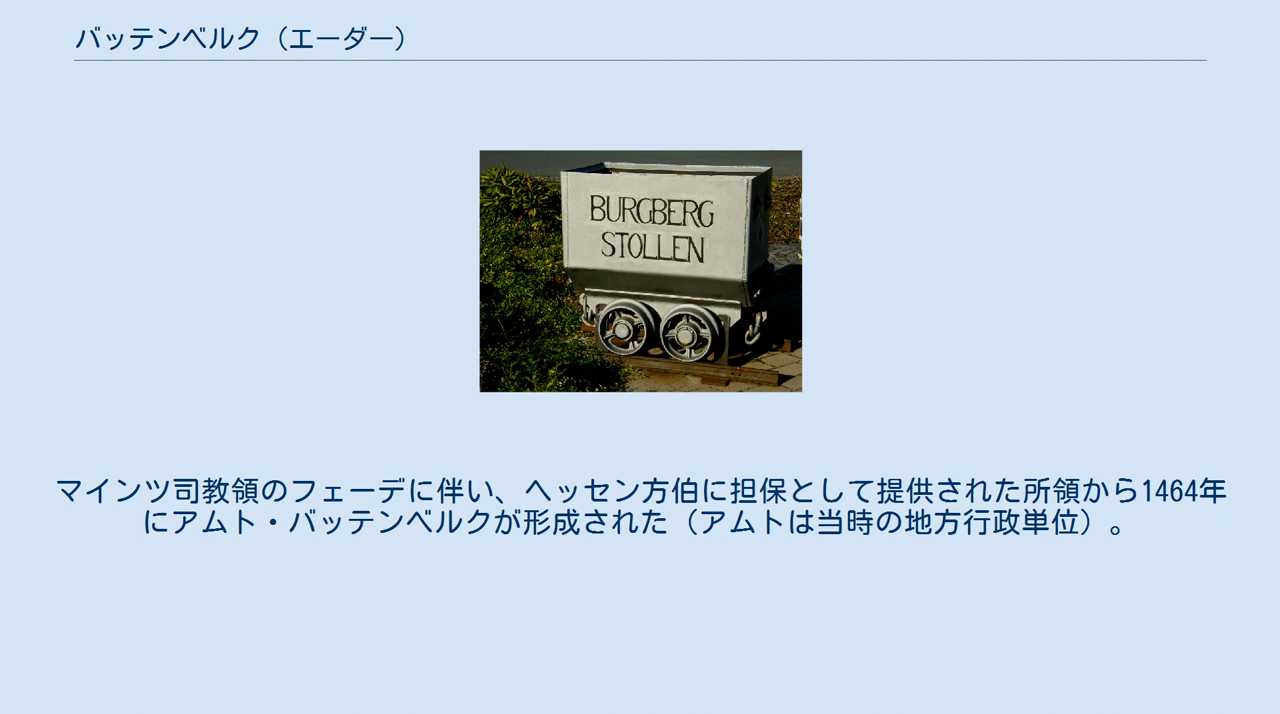 バッテンベルク（エーダー）
BURGBERG
STOLLEN
マインツ司教領のフェーデに伴い、ヘッセン方伯に担保として提供された所領から1464年
にアムト・バッテンベルクが形成された（アムトは当時の地方行政単位）。